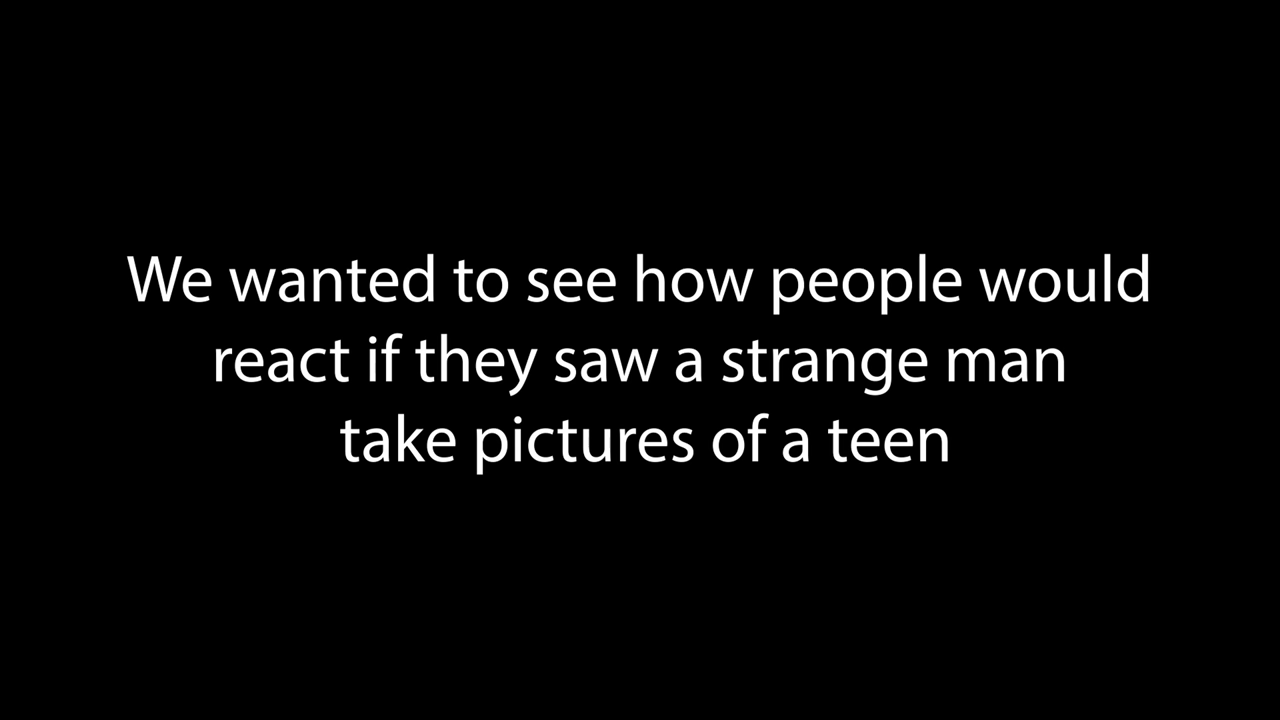 We wanted to see how people would
react if they saw a strange man
take pictures of a teen